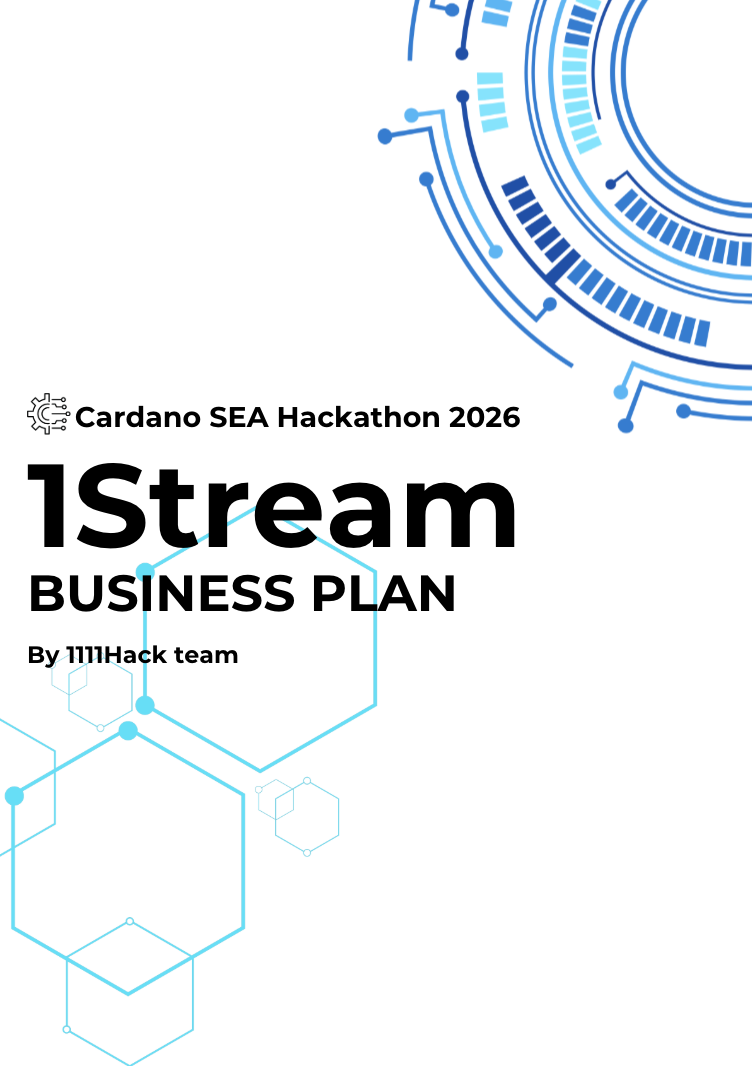 Cardano SEA Hackathon 2026
1Stream
BUSINESS PLAN
By 1111Hack team